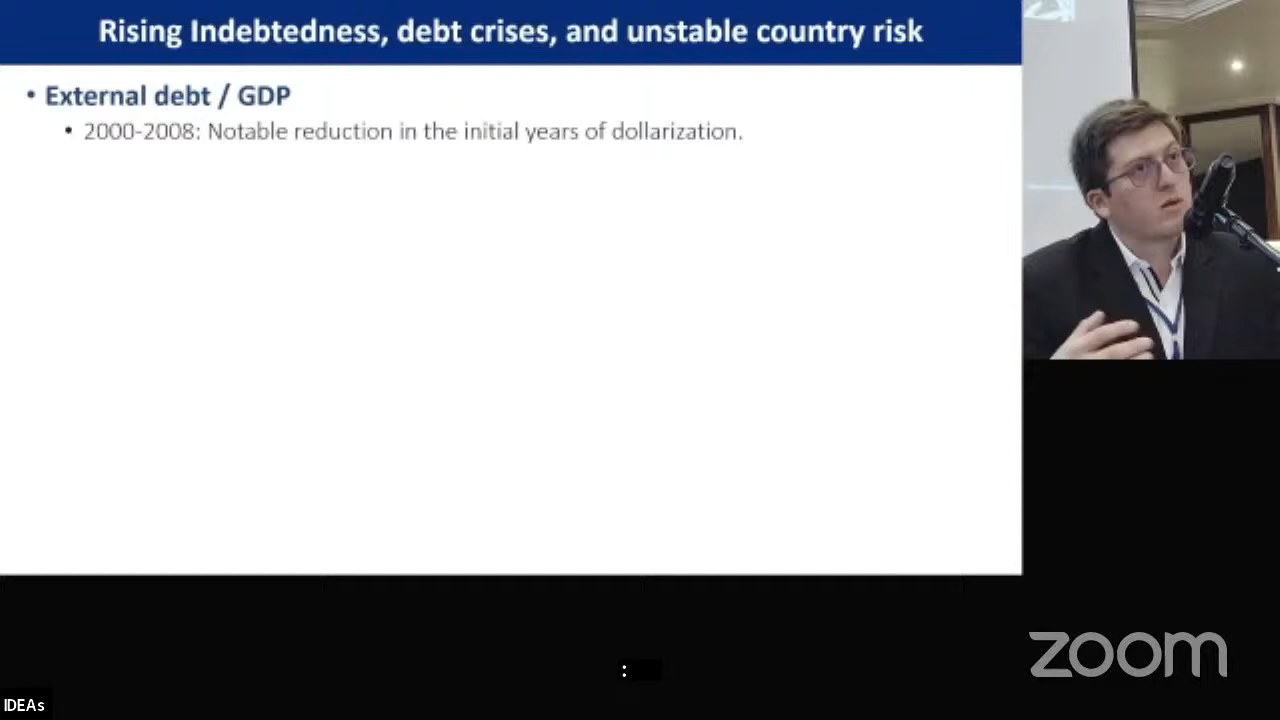 Rising Indebtedness, debt crises, and unstable country risk
• External debt / GDP
• 2000-2008: Notable reduction in the initial years of dollarization.
:
zoom
IDEAs